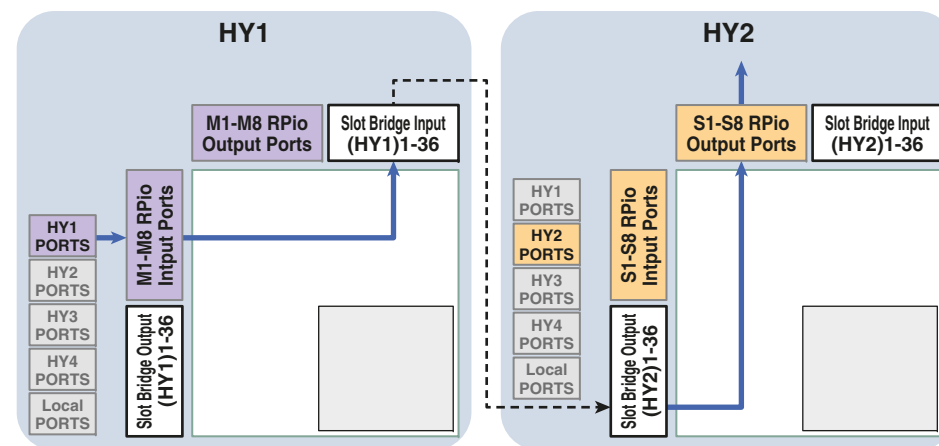 HY1
M1-M8 RPio
Output Ports
Slot Bridge Input
(HY1)1-36
HY1
PORTS
HY2
PORTS
HY3
PORTS
HY4
PORTS
Local
PORTS
M1-M8 RPio
Intput Ports
Slot Bridge Output
(HY1)1-36
HY2
S1-S8 RPio
Output Ports
Slot Bridge Input
(HY2)1-36
HY1
PORTS
HY2
PORTS
HY3
PORTS
HY4
PORTS
Local
PORTS
S1-S8 RPio
Intput Ports
Slot Bridge Output
(HY2)1-36